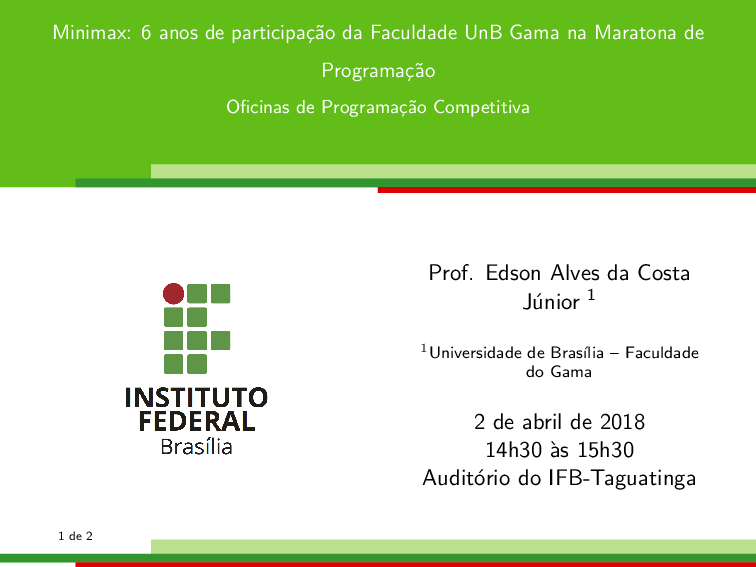 Minimax: 6 anos de participação da Faculdade UnB Gama na Maratona de
Programação
Oficinas de Programação Competitiva
INSTITUTO
FEDERAL
Brasília
Prof. Edson Alves da Costa
Júnior 1
1Universidade de Brasília – Faculdade
do Gama
2 de abril de 2018
14h30 às 15h30
Auditório do IFB-Taguatinga
1 de 2